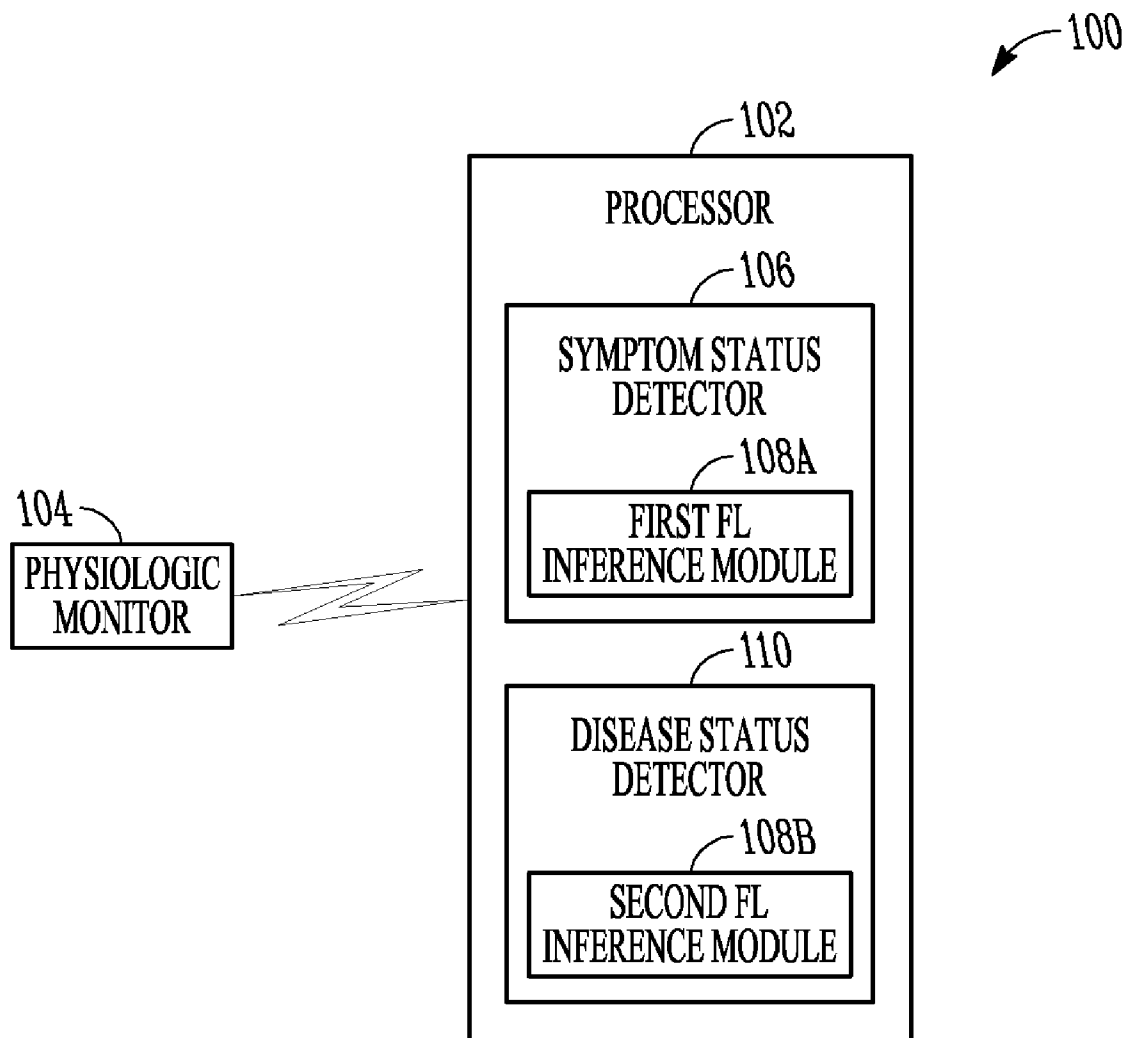 100
102
PROCESSOR
106
SYMPTOM STATUS
DETECTOR
108A
FIRST FL
INFERENCE MODULE
104
PHYSIOLOGIC
MONITOR
110
DISEASE STATUS
DETECTOR
108B
SECOND FL
INFERENCE MODULE